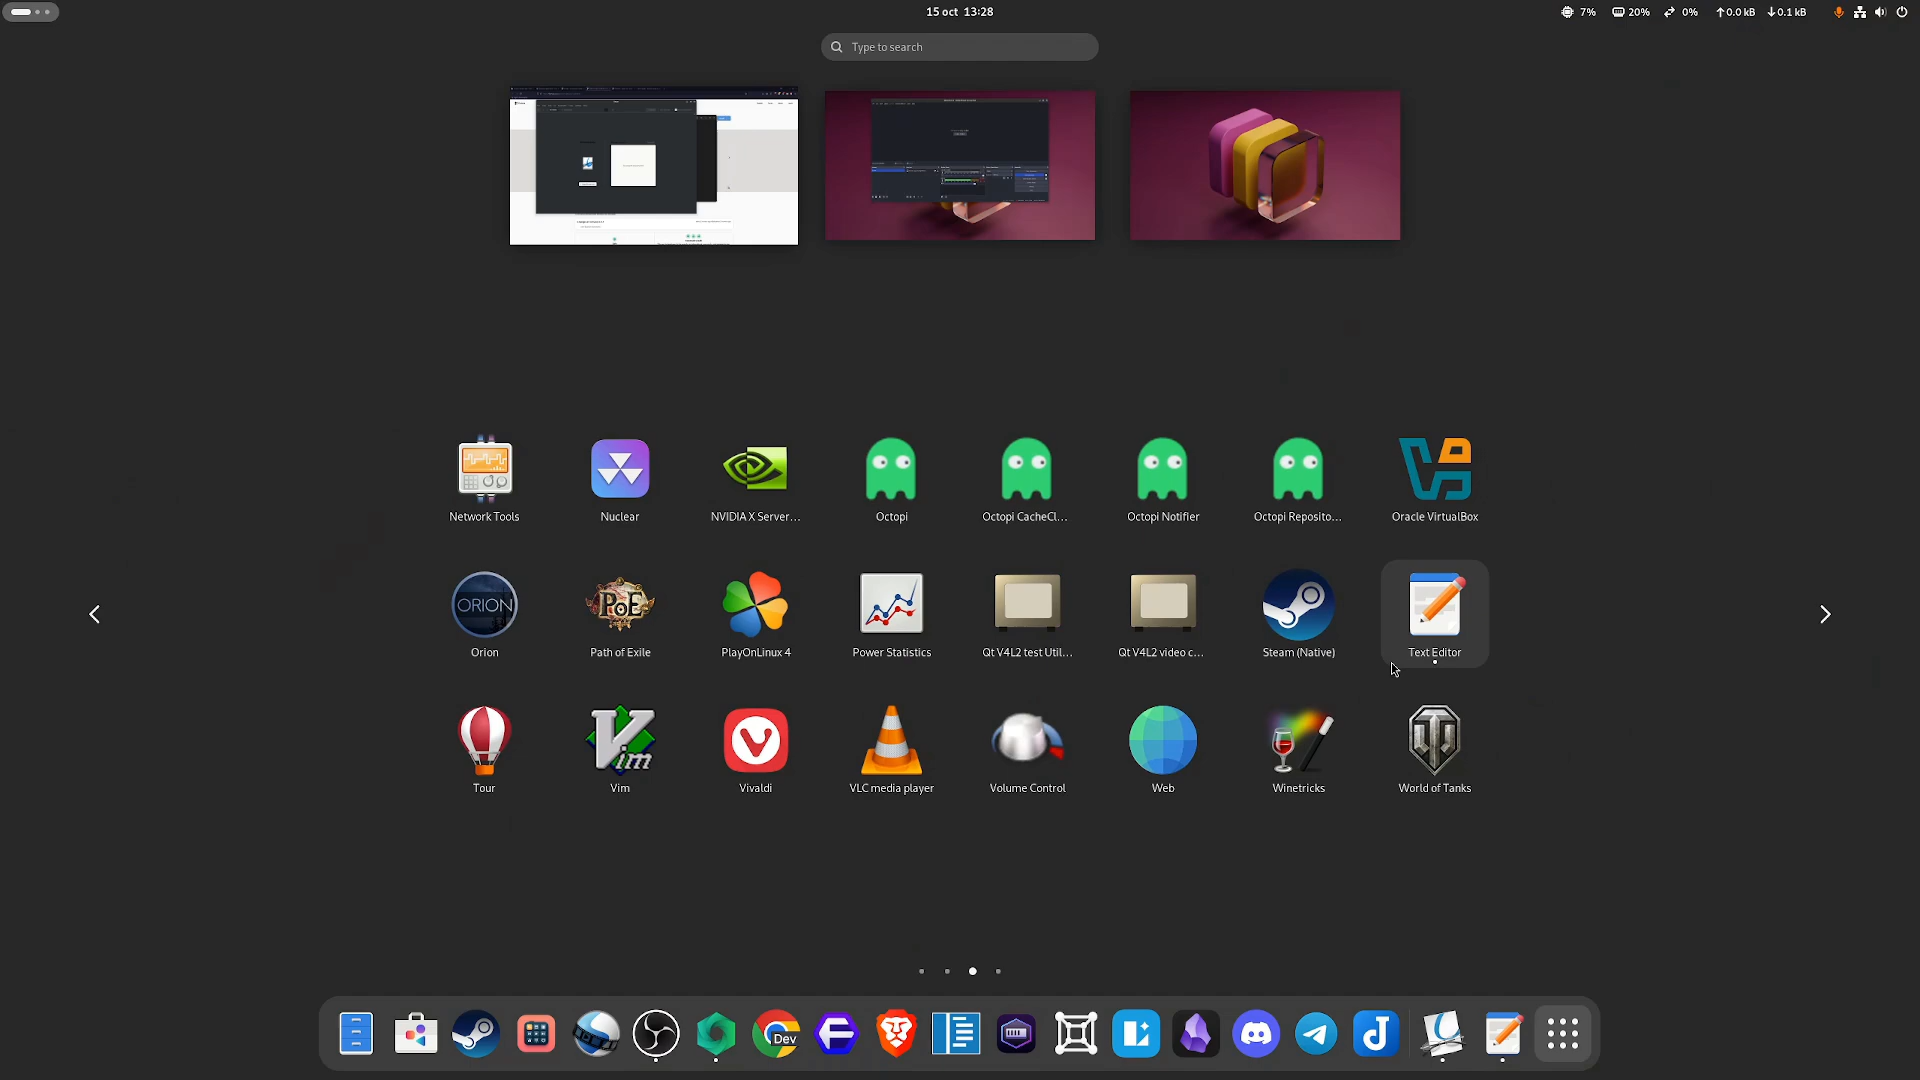 15 oct 13:28
7%
20%
0%
0.0 kB
0.1 kB
Type to search
Network Tools
Nuclear
NVIDIA X Server...
Octopi
Octopi CacheCl...
Octopi Notifier
Octopi Reposito...
Oracle VirtualBox
ORION
PoE
Orion
Path of Exile
PlayOnLinux 4
Power Statistics
Qt V4L2 test Util...
Qt V4L2 video c...
Steam (Native)
Text Editor
Vim
Tour
Vim
Vivaldi
VLC media player
Volume Control
Web
Winetricks
World of Tanks
Dev